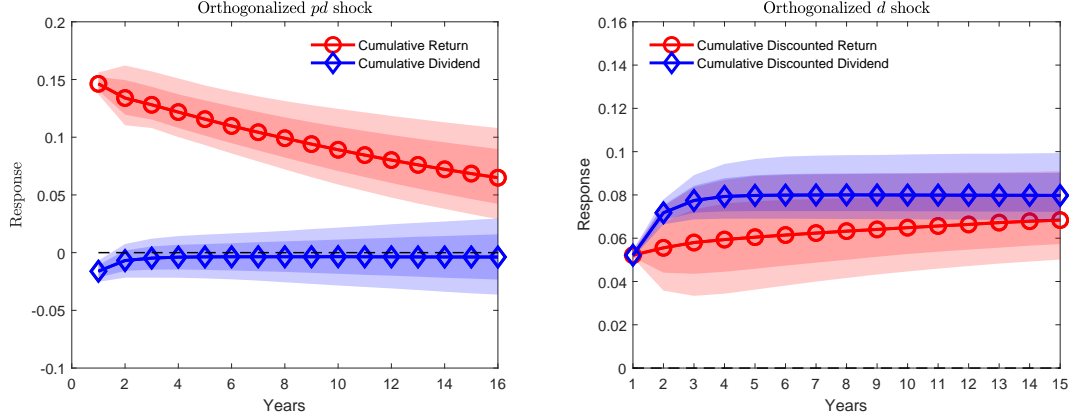 Orthogonalized pd shock
0.2
0.15
0.1
0.05
0
-0.05
-0.1
Response
Cumulative Return
Cumulative Dividend
0 2 4 6 8 10 12 14 16
Years
Orthogonalized d shock
0.16
0.14
0.12
0.1
0.08
0.06
0.04
0.02
0
Response
Cumulative Discounted Return
Cumulative Discounted Dividend
1 2 3 4 5 6 7 8 9 10 11 12 13 14 15
Years